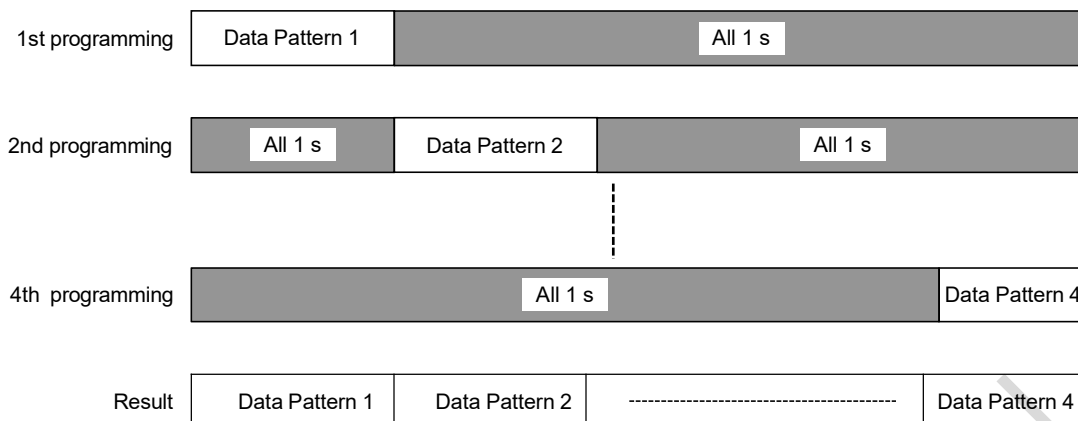 1st programming Data Pattern 1 All 1 s
2nd programming All 1 s Data Pattern 2 All 1 s
4th programming All 1 s Data Pattern 4
Result Data Pattern 1 Data Pattern 2 Data Pattern 4